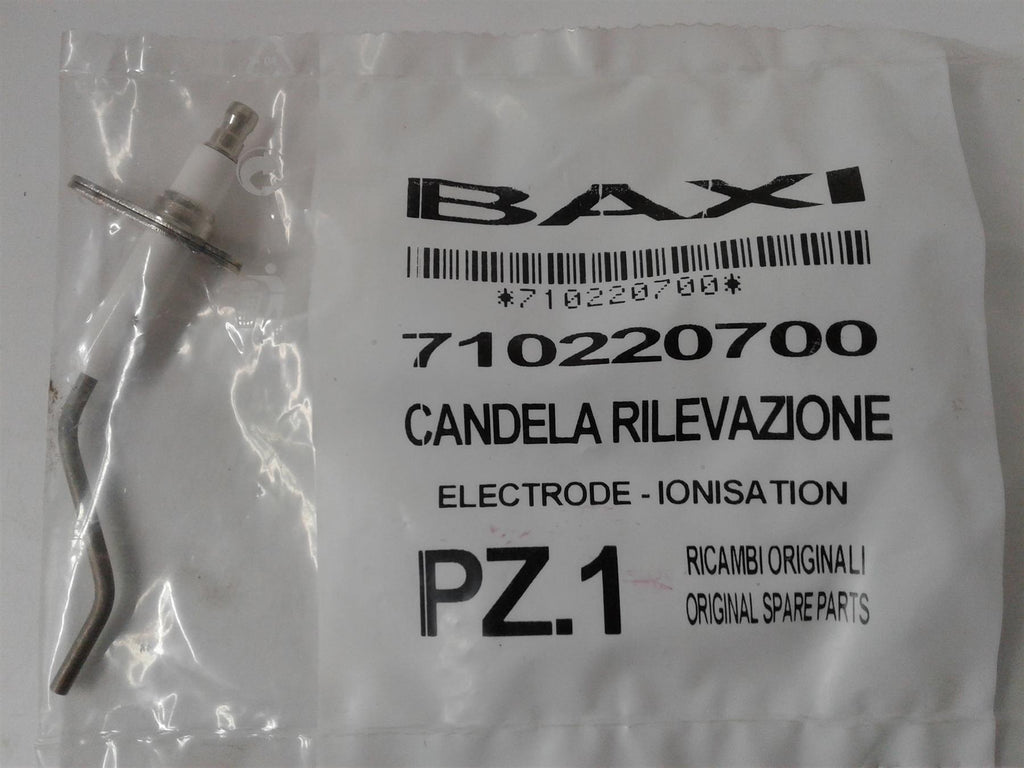 BAXI
*710220700*
710220700
CANDELA RILEVAZIONE
ELECTRODE - IONISATION
PZ.1
RICAMBI ORIGINALI
ORIGINAL SPARE PARTS